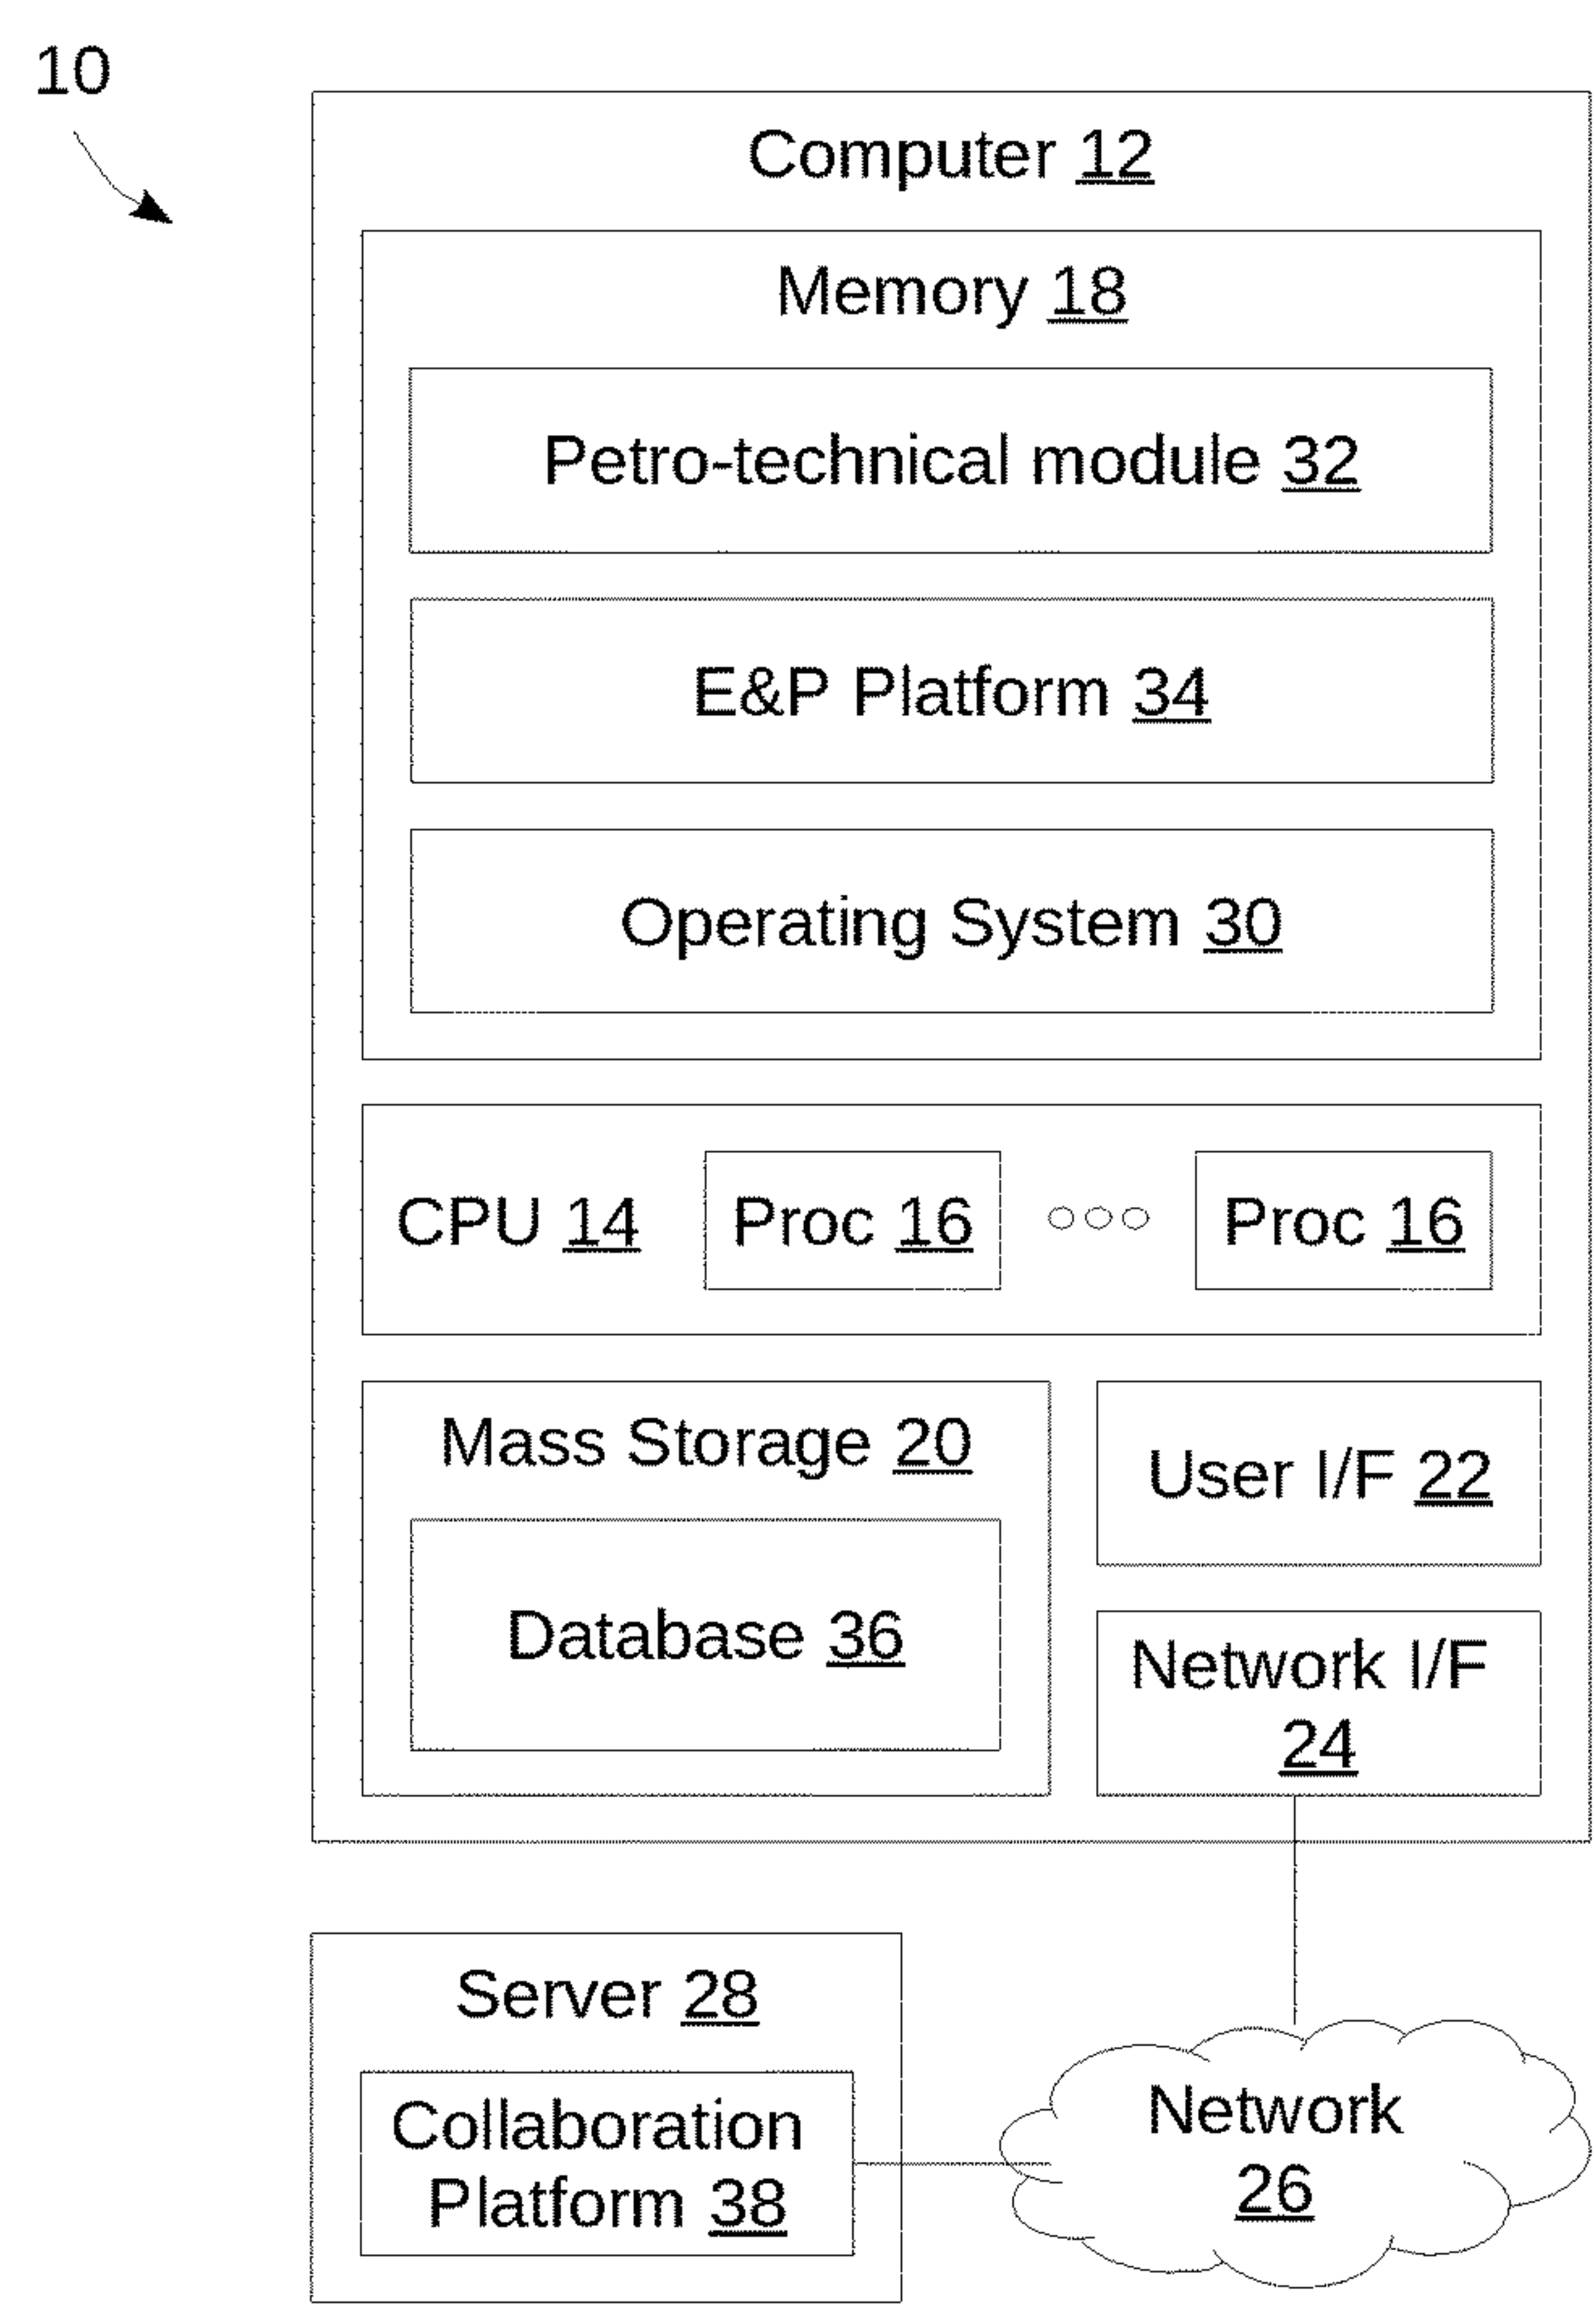 10
Computer 12
Memory 18
Petro-technical module 32
E&P Platform 34
Operating System 30
CPU 14
Proc 16
Proc 16
Mass Storage 20
Database 36
User I/F 22
Network I/F
24
Server 28
Collaboration
Platform 38
Network
26